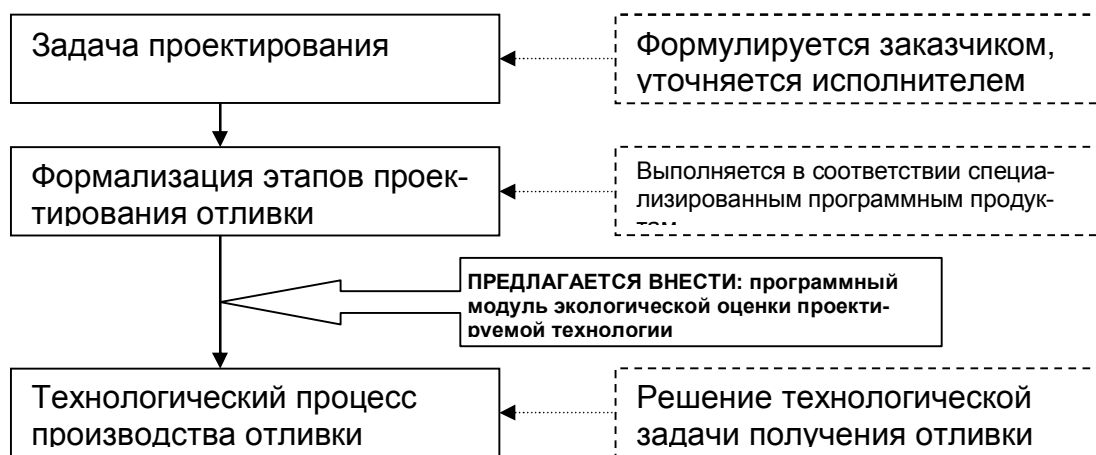 Задача проектирования
Формулируется заказчиком,
уточняется исполнителем
Формализация этапов проек-
тирования отливки
Выполняется в соответствии специа-
лизированным программным продук-
том
ПРЕДЛАГАЕТСЯ ВНЕСТИ: программный
модуль экологической оценки проекти-
руемой технологии
Технологический процесс
производства отливки
Решение технологической
задачи получения отливки